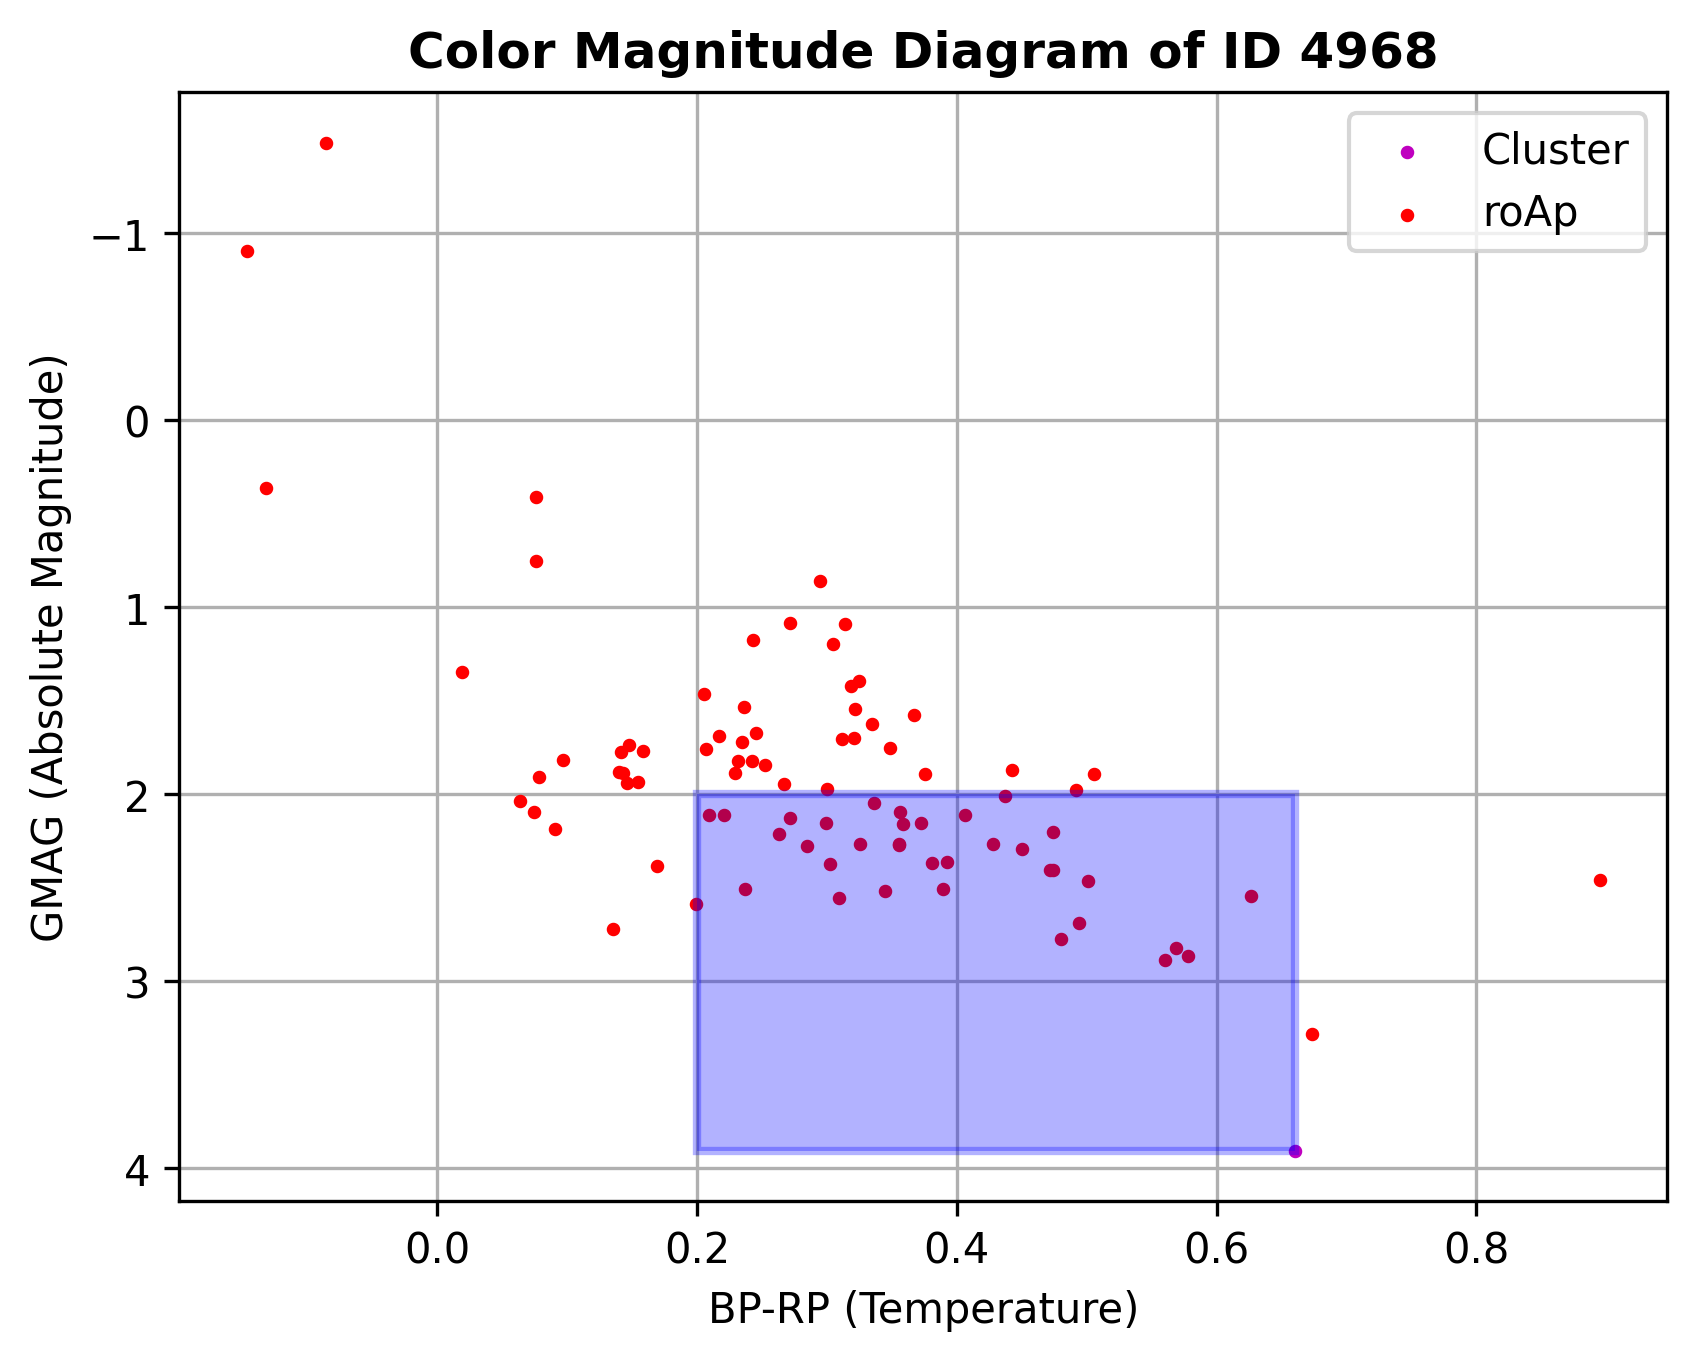 Color Magnitude Diagram of ID 4968
Cluster
roAp
GMAG (Absolute Magnitude)
−1
0
1
2
3
4
0.0 0.2 0.4 0.6 0.8
BP-RP (Temperature)